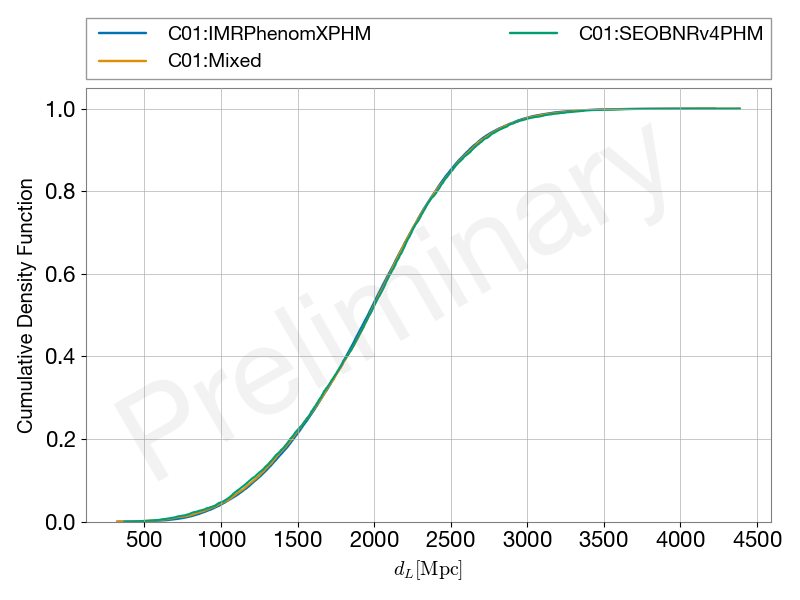 C01:IMRPhenomXPHM
C01:Mixed
C01:SEOBNRv4PHM
1.0
0.8
0.6
0.4
0.2
0.0
Cumulative Density Function
Preliminary
500 1000 1500 2000 2500 3000 3500 4000 4500
d_L[Mpc]